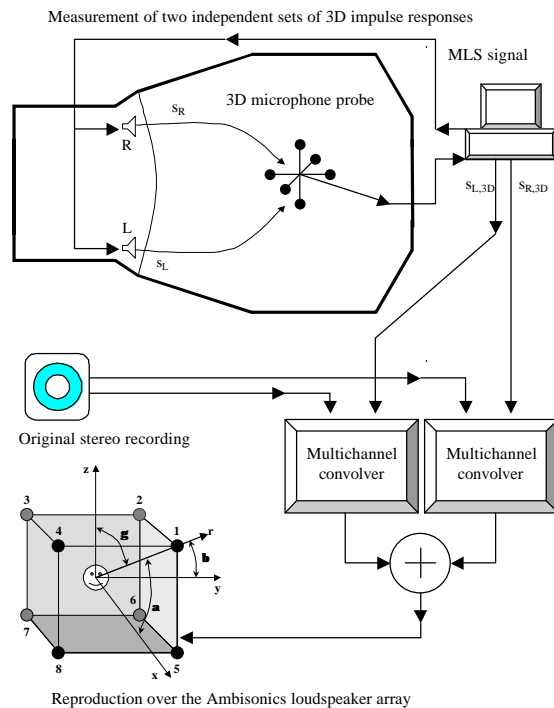 Measurement of two independent sets of 3D impulse responses
MLS signal
3D microphone probe
s_R
R
L
s_L
s_L,3D
s_R,3D
Original stereo recording
Multichannel
convolver
Multichannel
convolver
z
3
2
4
1
r
g
b
y
a
6
7
8
5
x
Reproduction over the Ambisonics loudspeaker array